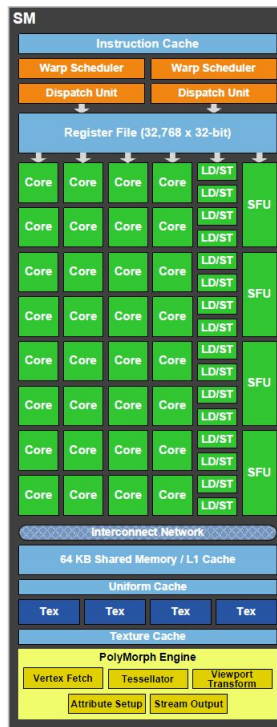 SM
Instruction Cache
Warp Scheduler Warp Scheduler
Dispatch Unit Dispatch Unit
Register File (32,768 x 32-bit)
LD/ST
Core Core Core Core
LD/ST
SFU
LD/ST
Core Core Core Core
LD/ST
LD/ST
Core Core Core Core
LD/ST
SFU
LD/ST
Core Core Core Core
LD/ST
LD/ST
Core Core Core Core
LD/ST
SFU
LD/ST
Core Core Core Core
LD/ST
LD/ST
Core Core Core Core
LD/ST
SFU
LD/ST
Core Core Core Core
LD/ST
Interconnect Network
64 KB Shared Memory / L1 Cache
Uniform Cache
Tex Tex Tex Tex
Texture Cache
PolyMorph Engine
Vertex Fetch Tessellator Viewport
Transform
Attribute Setup Stream Output